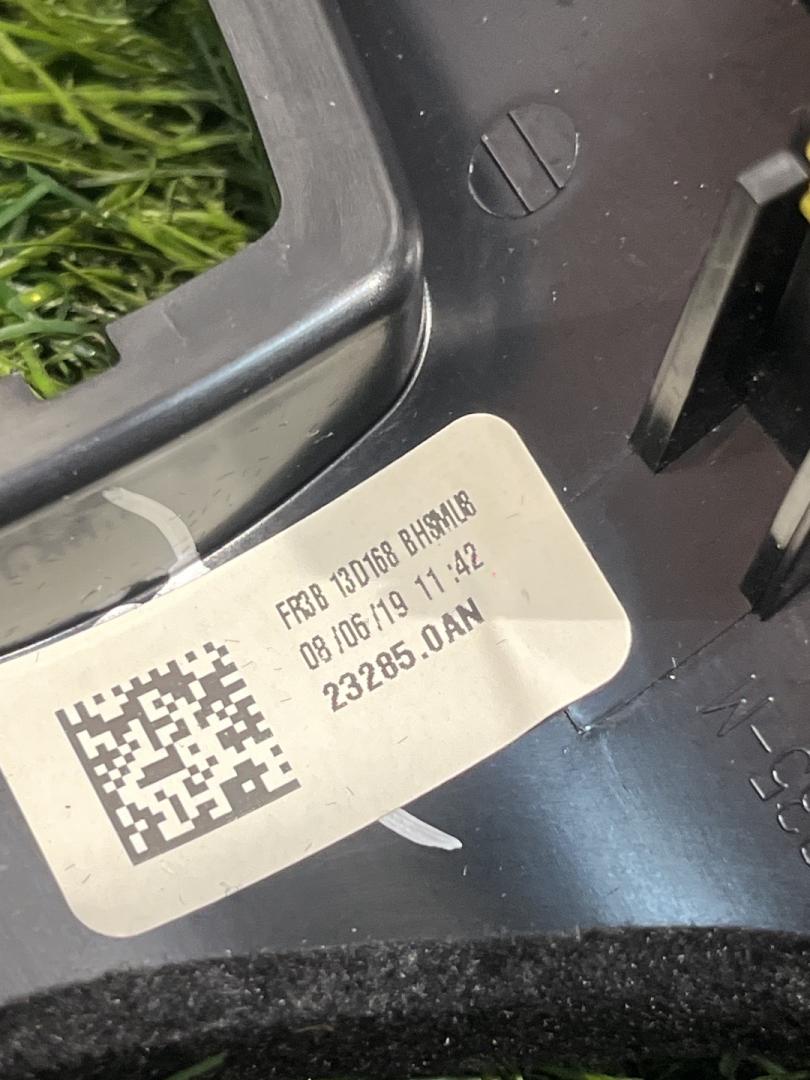 FR3B 13D168 BHSMU8
08/06/19 11:42
23285.0AN